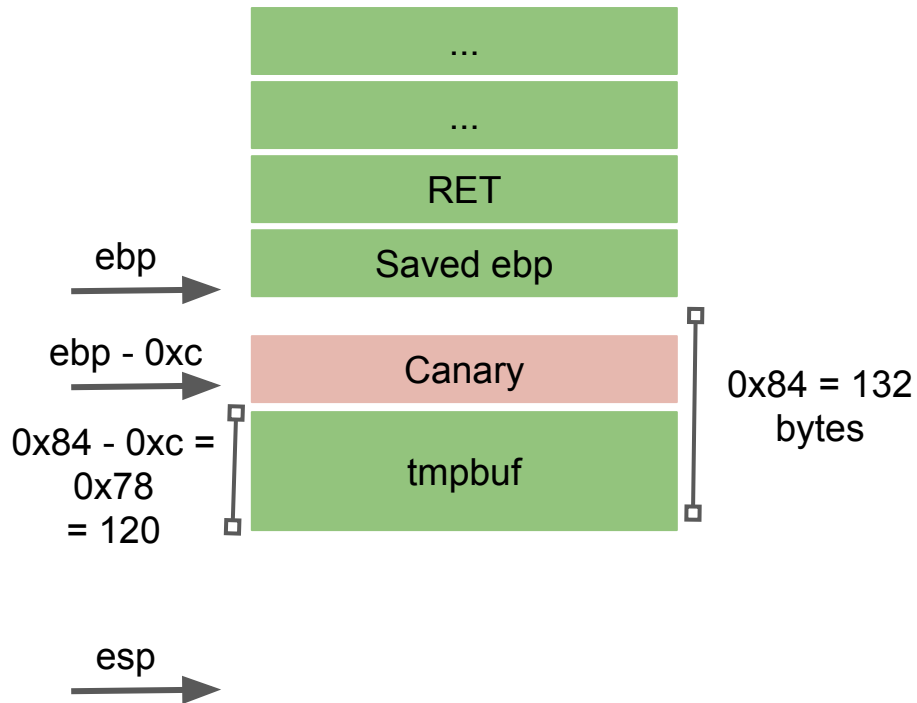 ...
...
RET
ebp
Saved ebp
ebp - 0xc
Canary
0x84 = 132
bytes
0x84 - 0xc =
0x78
= 120
tmpbuf
esp